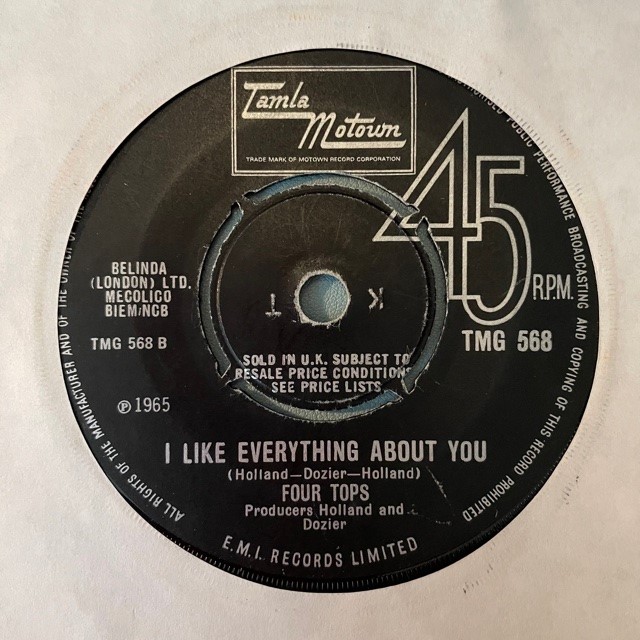 Tamla
Motown
TRADE MARK OF MOTOWN RECORD CORPORATION
45
R.P.M.
TMG 568
BELINDA
(LONDON) LTD.
MECOLICO
BIEM/NCB
TMG 568 B
K T
SOLD IN U.K. SUBJECT TO
RESALE PRICE CONDITIONS
SEE PRICE LISTS
℗ 1965
I LIKE EVERYTHING ABOUT YOU
(Holland—Dozier—Holland)
FOUR TOPS
Producers Holland and
Dozier
E.M.I. RECORDS LIMITED
ALL RIGHTS OF THE MANUFACTURER AND OF THE OWNER OF
PUBLIC PERFORMANCE BROADCASTING AND COPYING OF THIS RECORD PROHIBITED